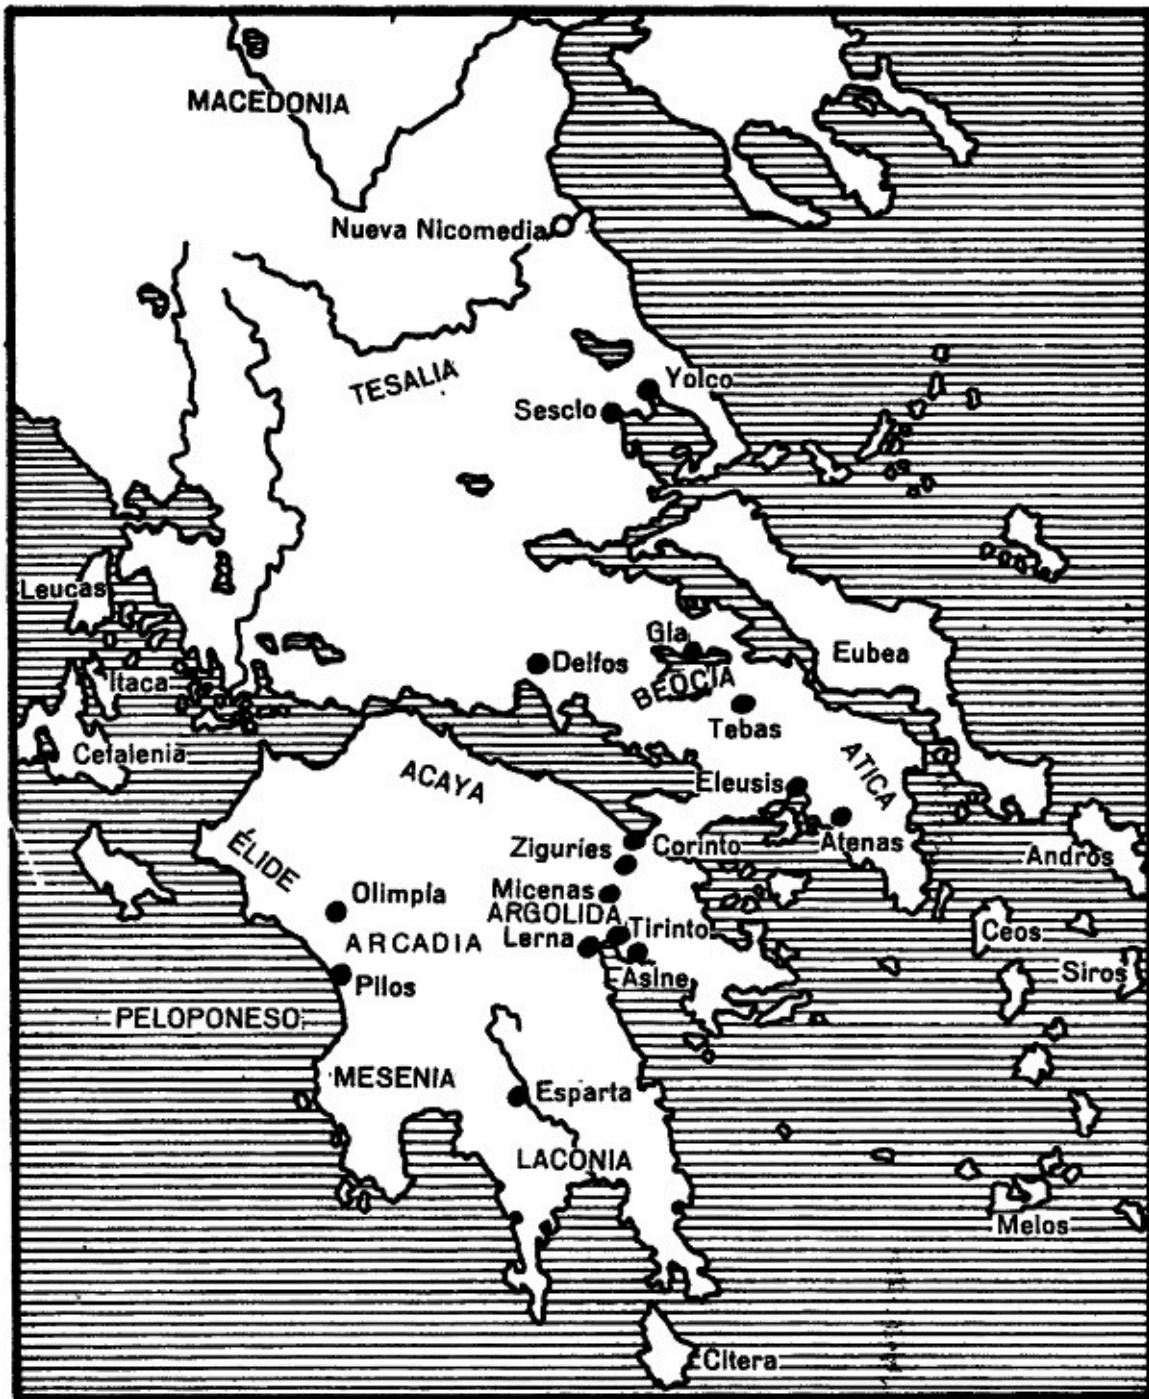 MACEDONIA
Nueva Nicomedia
TESALIA
Yolco
Sesclo
Leucas
Gla
Eubea
Delfos
BEOCIA
Itaca
Tebas
Cefalenia
ATICA
ACAYA
Eleusis
Atenas
ÉLIDE
Ziguríes
Corinto
Andros
Olimpia
Micenas
ARGOLIDA
Tirinto
Ceos
ARCADIA
Lerna
Siros
Asine
Pilos
PELOPONESO
MESENIA
Esparta
LACONIA
Melos
Citera